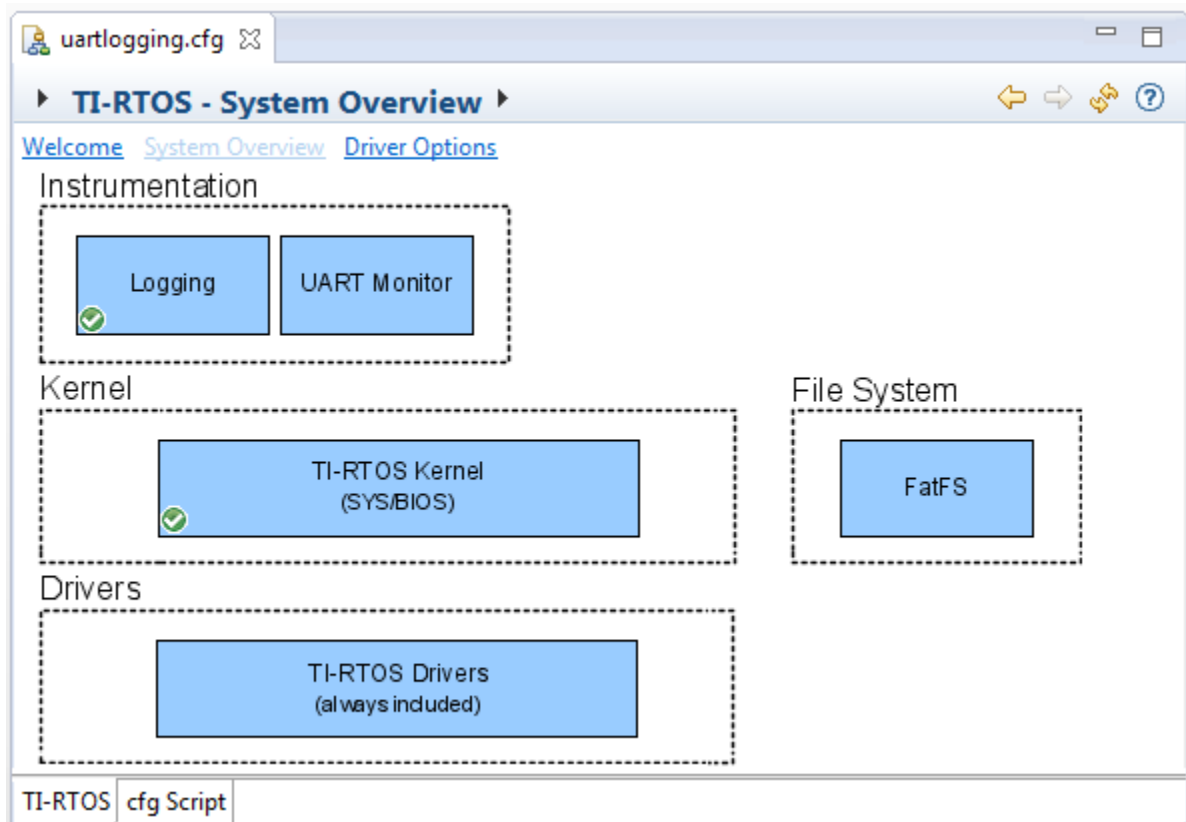 uartlogging.cfg
TI-RTOS - System Overview
Welcome System Overview Driver Options
Instrumentation
Logging
UART Monitor
Kernel
TI-RTOS Kernel
(SYS/BIOS)
File System
FatFS
Drivers
TI-RTOS Drivers
(always included)
TI-RTOS cfg Script